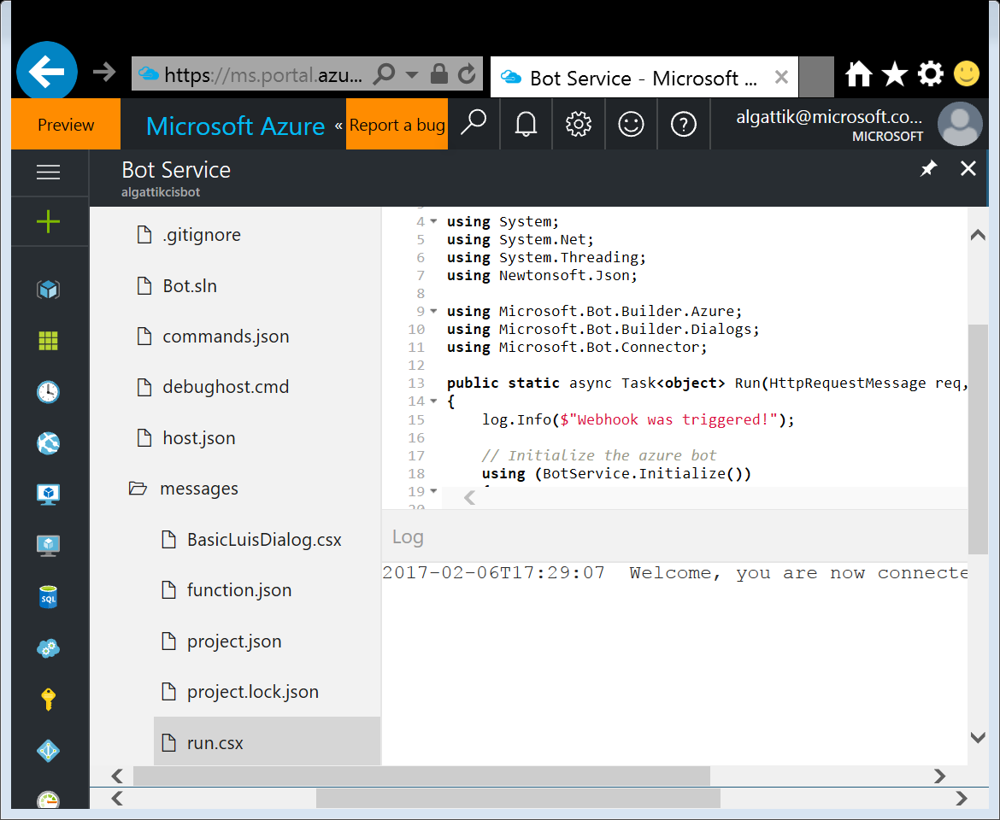 https://ms.portal.azu...
Bot Service - Microsoft ...
Preview
Microsoft Azure «
Report a bug
algattik@microsoft.co...
MICROSOFT
Bot Service
algattikcisbot
.gitignore
Bot.sln
commands.json
debughost.cmd
host.json
messages
BasicLuisDialog.csx
function.json
project.json
project.lock.json
run.csx
4 using System;
5 using System.Net;
6 using System.Threading;
7 using Newtonsoft.Json;
8
9 using Microsoft.Bot.Builder.Azure;
10 using Microsoft.Bot.Builder.Dialogs;
11 using Microsoft.Bot.Connector;
12
13 public static async Task<object> Run(HttpRequestMessage req,
14 {
15 log.Info($"Webhook was triggered!");
16
17 // Initialize the azure bot
18 using (BotService.Initialize())
19
20
Log
2017-02-06T17:29:07 Welcome, you are now connecte
SQL